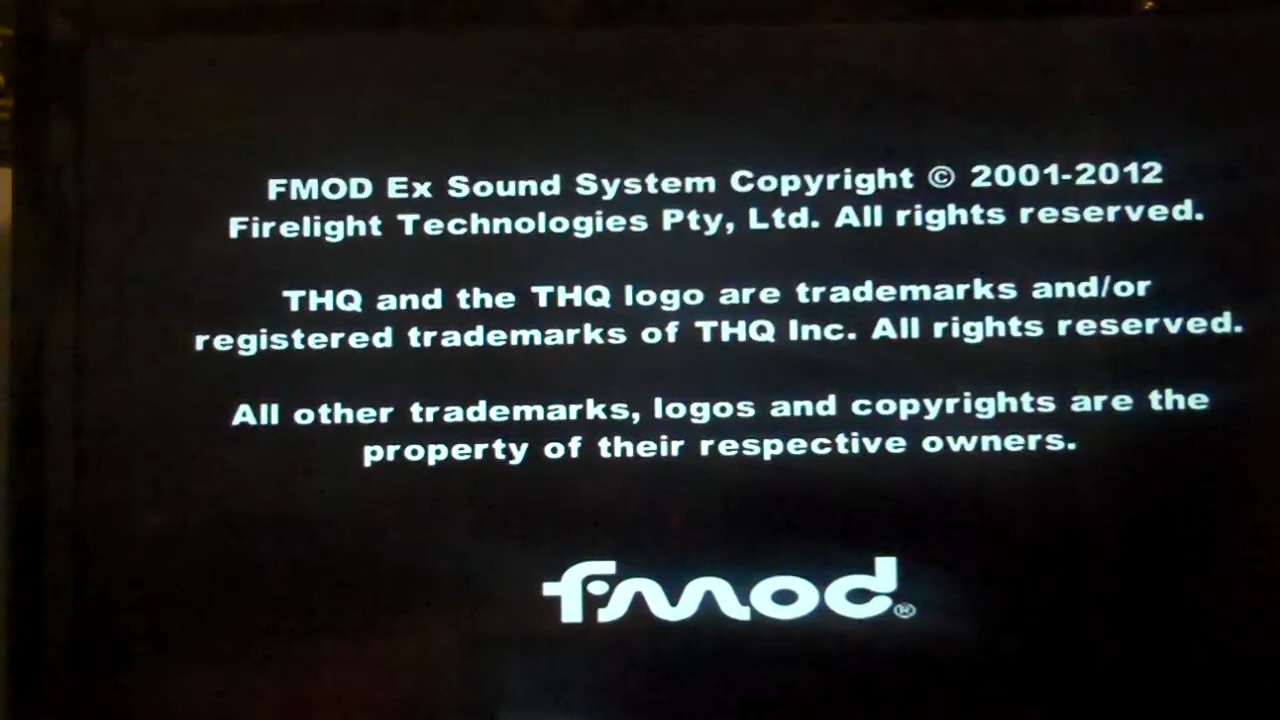 FMOD Ex Sound System Copyright © 2001-2012
Firelight Technologies Pty, Ltd. All rights reserved.
THQ and the THQ logo are trademarks and/or
registered trademarks of THQ Inc. All rights reserved.
All other trademarks, logos and copyrights are the
property of their respective owners.
fmod®